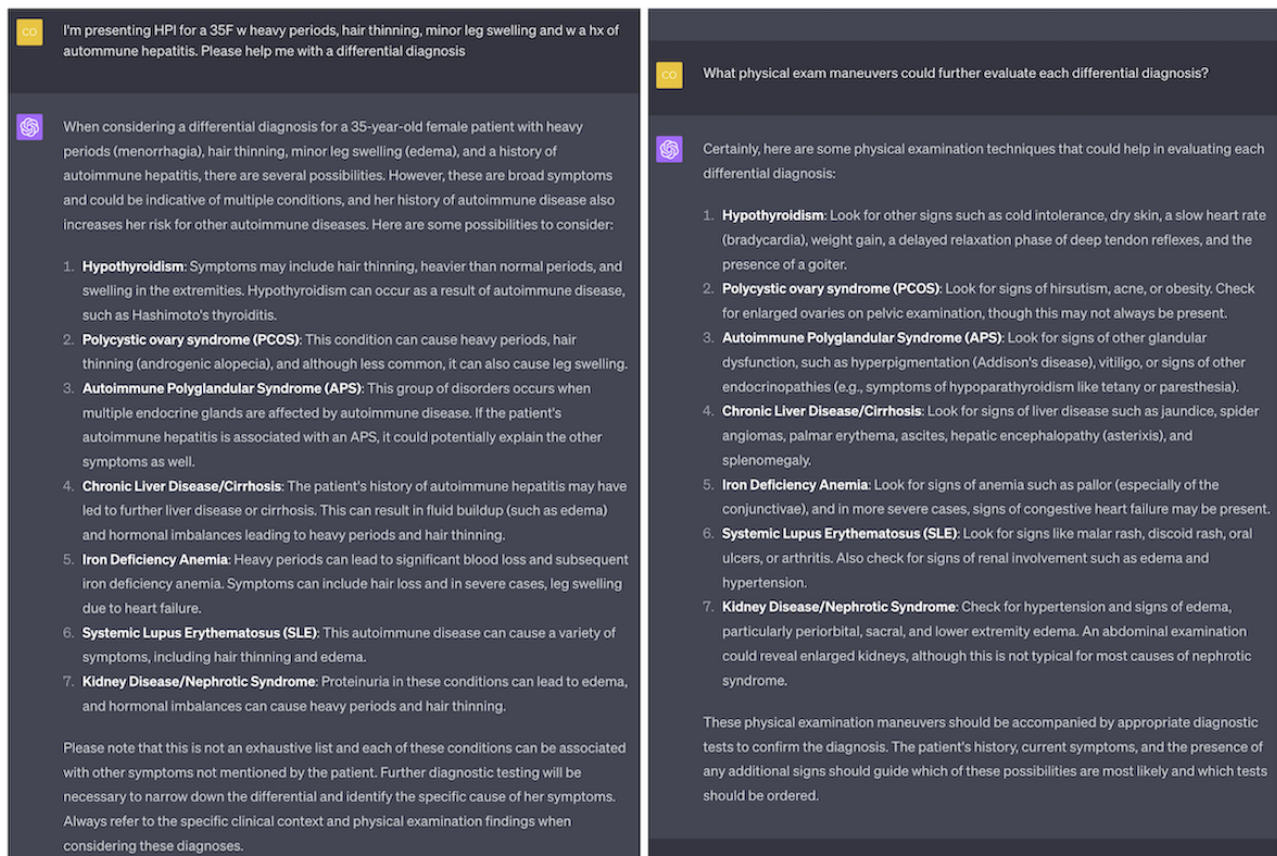 CO
I'm presenting HPI for a 35F w heavy periods, hair thinning, minor leg swelling and w a hx of
autommune hepatitis. Please help me with a differential diagnosis
When considering a differential diagnosis for a 35-year-old female patient with heavy
periods (menorrhagia), hair thinning, minor leg swelling (edema), and a history of
autoimmune hepatitis, there are several possibilities. However, these are broad symptoms
and could be indicative of multiple conditions, and her history of autoimmune disease also
increases her risk for other autoimmune diseases. Here are some possibilities to consider:
1. Hypothyroidism: Symptoms may include hair thinning, heavier than normal periods, and
swelling in the extremities. Hypothyroidism can occur as a result of autoimmune disease,
such as Hashimoto's thyroiditis.
2. Polycystic ovary syndrome (PCOS): This condition can cause heavy periods, hair
thinning (androgenic alopecia), and although less common, it can also cause leg swelling.
3. Autoimmune Polyglandular Syndrome (APS): This group of disorders occurs when
multiple endocrine glands are affected by autoimmune disease. If the patient's
autoimmune hepatitis is associated with an APS, it could potentially explain the other
symptoms as well.
4. Chronic Liver Disease/Cirrhosis: The patient's history of autoimmune hepatitis may have
led to further liver disease or cirrhosis. This can result in fluid buildup (such as edema)
and hormonal imbalances leading to heavy periods and hair thinning.
5. Iron Deficiency Anemia: Heavy periods can lead to significant blood loss and subsequent
iron deficiency anemia. Symptoms can include hair loss and in severe cases, leg swelling
due to heart failure.
6. Systemic Lupus Erythematosus (SLE): This autoimmune disease can cause a variety of
symptoms, including hair thinning and edema.
7. Kidney Disease/Nephrotic Syndrome: Proteinuria in these conditions can lead to edema,
and hormonal imbalances can cause heavy periods and hair thinning.
Please note that this is not an exhaustive list and each of these conditions can be associated
with other symptoms not mentioned by the patient. Further diagnostic testing will be
necessary to narrow down the differential and identify the specific cause of her symptoms.
Always refer to the specific clinical context and physical examination findings when
considering these diagnoses.
CO
What physical exam maneuvers could further evaluate each differential diagnosis?
Certainly, here are some physical examination techniques that could help in evaluating each
differential diagnosis:
1. Hypothyroidism: Look for other signs such as cold intolerance, dry skin, a slow heart rate
(bradycardia), weight gain, a delayed relaxation phase of deep tendon reflexes, and the
presence of a goiter.
2. Polycystic ovary syndrome (PCOS): Look for signs of hirsutism, acne, or obesity. Check
for enlarged ovaries on pelvic examination, though this may not always be present.
3. Autoimmune Polyglandular Syndrome (APS): Look for signs of other glandular
dysfunction, such as hyperpigmentation (Addison's disease), vitiligo, or signs of other
endocrinopathies (e.g., symptoms of hypoparathyroidism like tetany or paresthesia).
4. Chronic Liver Disease/Cirrhosis: Look for signs of liver disease such as jaundice, spider
angiomas, palmar erythema, ascites, hepatic encephalopathy (asterixis), and
splenomegaly.
5. Iron Deficiency Anemia: Look for signs of anemia such as pallor (especially of the
conjunctivae), and in more severe cases, signs of congestive heart failure may be present.
6. Systemic Lupus Erythematosus (SLE): Look for signs like malar rash, discoid rash, oral
ulcers, or arthritis. Also check for signs of renal involvement such as edema and
hypertension.
7. Kidney Disease/Nephrotic Syndrome: Check for hypertension and signs of edema,
particularly periorbital, sacral, and lower extremity edema. An abdominal examination
could reveal enlarged kidneys, although this is not typical for most causes of nephrotic
syndrome.
These physical examination maneuvers should be accompanied by appropriate diagnostic
tests to confirm the diagnosis. The patient's history, current symptoms, and the presence of
any additional signs should guide which of these possibilities are most likely and which tests
should be ordered.